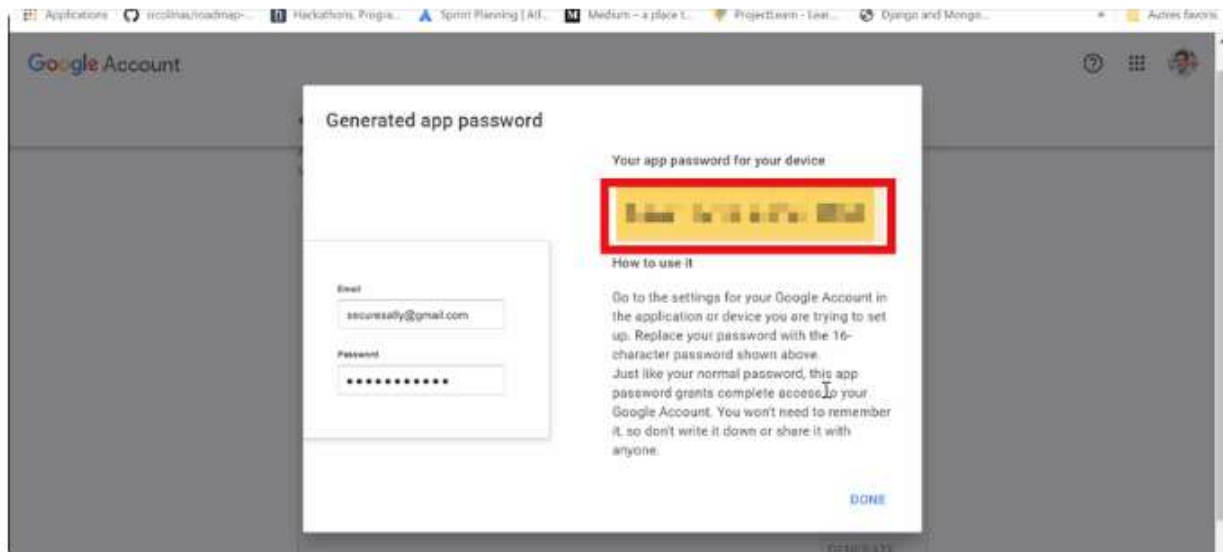 Applications
Hackathons, Progra...
Sprint Planning | Atl...
Medium – a place t...
ProjectLearn - Lear...
Django and Mongo...
»
Autres favoris
Google Account
Generated app password
Your app password for your device
How to use it
Email
securesally@gmail.com
Password
Go to the settings for your Google Account in
the application or device you are trying to set
up. Replace your password with the 16-
character password shown above.
Just like your normal password, this app
password grants complete access to your
Google Account. You won't need to remember
it, so don't write it down or share it with
anyone.
DONE
GENERATE